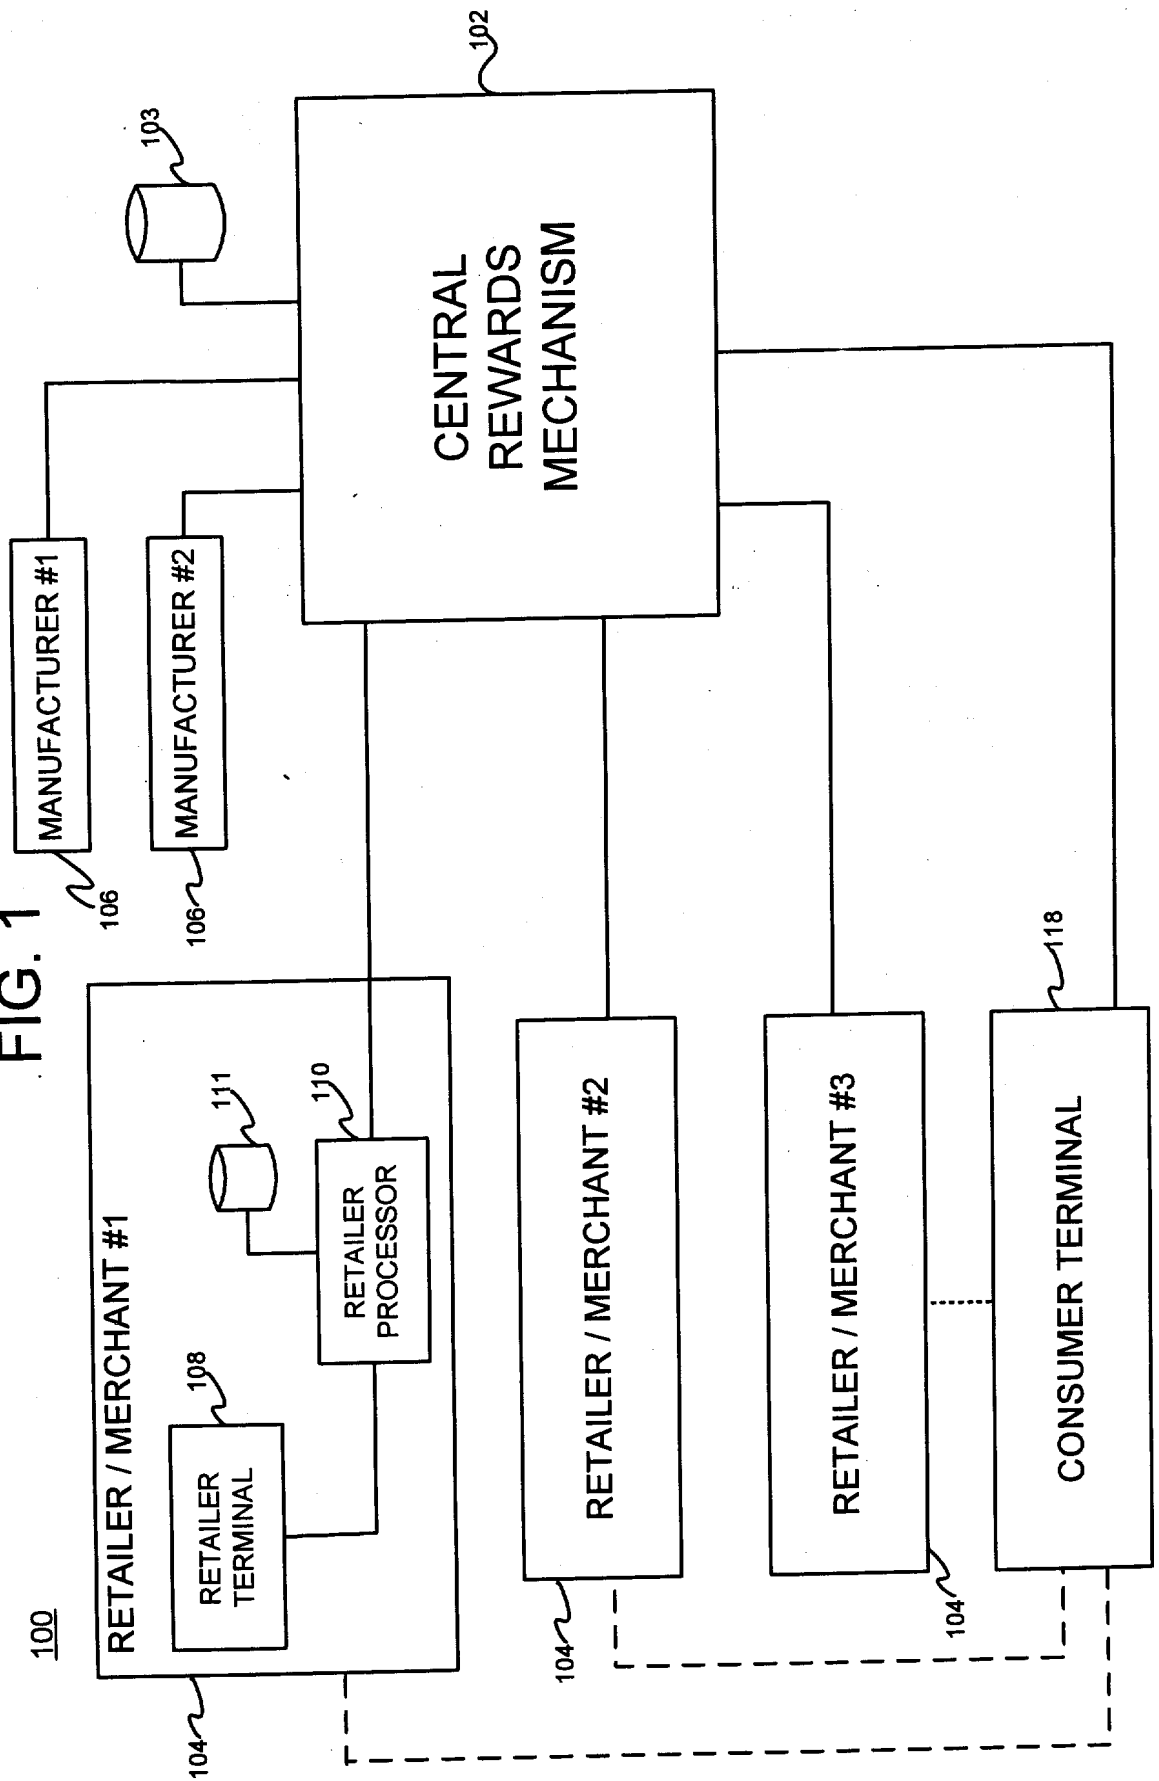 FIG. 1
100
RETAILER / MERCHANT #1
104
RETAILER
TERMINAL
108
RETAILER
PROCESSOR
110
111
MANUFACTURER #1
106
MANUFACTURER #2
106
103
CENTRAL
REWARDS
MECHANISM
102
RETAILER / MERCHANT #2
104
RETAILER / MERCHANT #3
104
CONSUMER TERMINAL
118